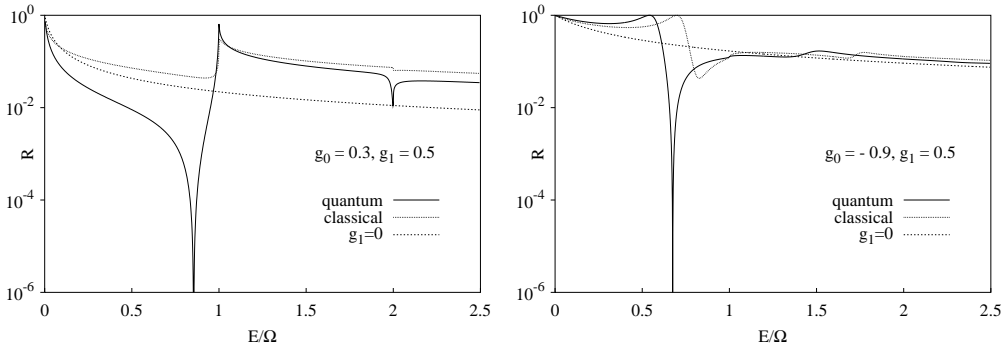 10^0
10^-2
10^-4
10^-6
R
g_0 = 0.3, g_1 = 0.5
quantum
classical
g_1=0
0 0.5 1 1.5 2 2.5
E/Ω
10^0
10^-2
10^-4
10^-6
R
g_0 = - 0.9, g_1 = 0.5
quantum
classical
g_1=0
0 0.5 1 1.5 2 2.5
E/Ω